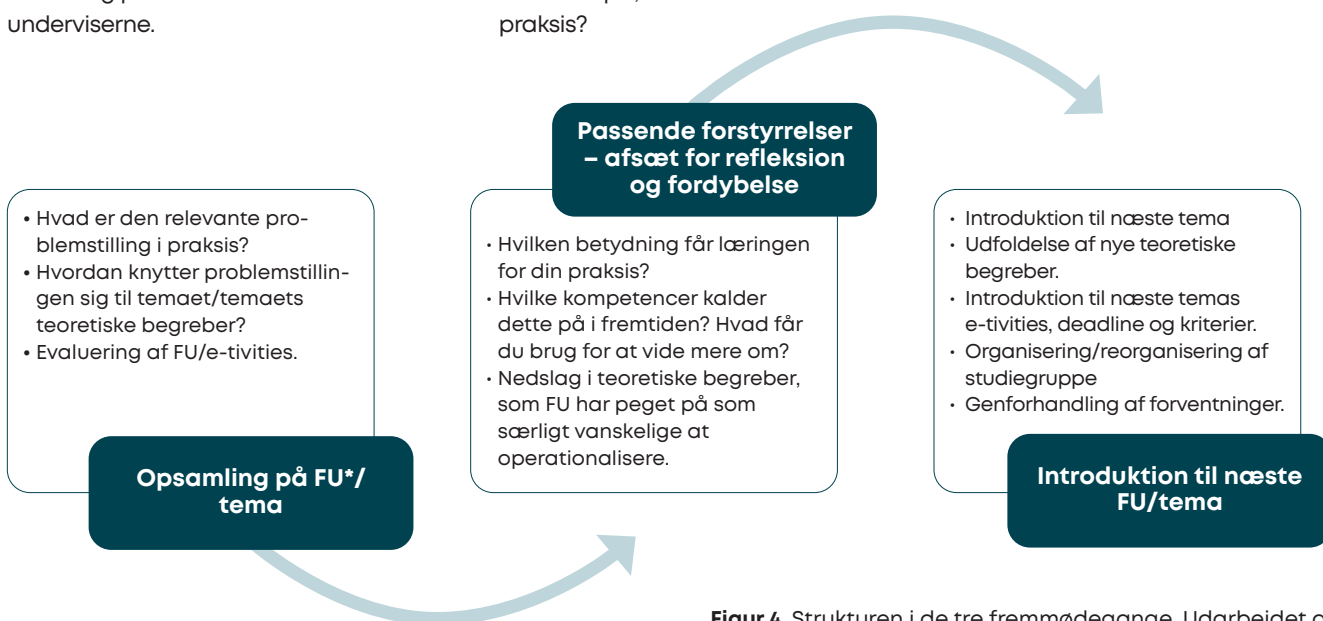 underviserne.
praksis?
Passende forstyrrelser
– afsæt for refleksion
og fordybelse
• Hvad er den relevante pro-
blemstilling i praksis?
• Hvordan knytter problemstillin-
gen sig til temaet/temaets
teoretiske begreber?
• Evaluering af FU/e-tivities.
Opsamling på FU*/
tema
• Hvilken betydning får læringen
for din praksis?
• Hvilke kompetencer kalder
dette på i fremtiden? Hvad får
du brug for at vide mere om?
• Nedslag i teoretiske begreber,
som FU har peget på som
særligt vanskelige at
operationalisere.
• Introduktion til næste tema
• Udfoldelse af nye teoretiske
begreber.
• Introduktion til næste temas
e-tivities, deadline og kriterier.
• Organisering/reorganisering af
studiegruppe
• Genforhandling af forventninger.
Introduktion til næste
FU/tema
Figur 4. Strukturen i de tre fremmødegange. Udarbejdet